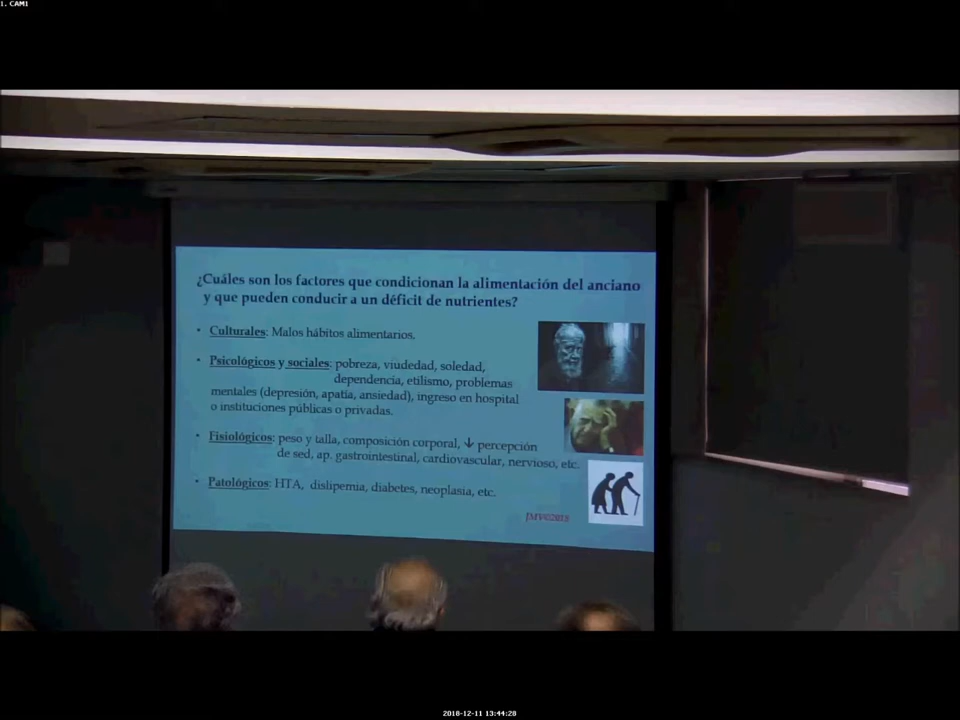 1. CAM1
¿Cuáles son los factores que condicionan la alimentación del anciano
y que pueden conducir a un déficit de nutrientes?
• Culturales: Malos hábitos alimentarios.
• Psicológicos y sociales: pobreza, viudedad, soledad,
dependencia, etilismo, problemas
mentales (depresión, apatía, ansiedad), ingreso en hospital
o instituciones públicas o privadas.
• Fisiológicos: peso y talla, composición corporal, ↓ percepción
de sed, ap. gastrointestinal, cardiovascular, nervioso, etc.
• Patológicos: HTA, dislipemia, diabetes, neoplasia, etc.
2018-12-11 13:44:28